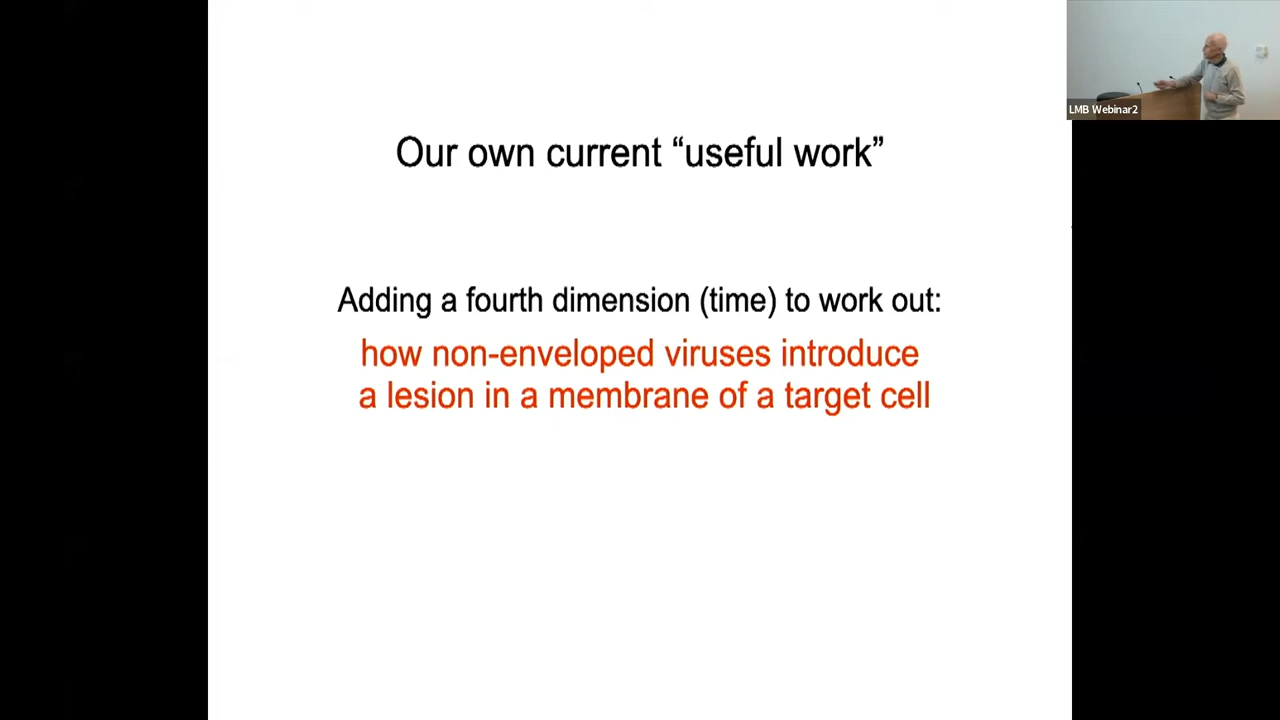 LMB Webinar2
Our own current “useful work”
Adding a fourth dimension (time) to work out:
how non-enveloped viruses introduce
a lesion in a membrane of a target cell